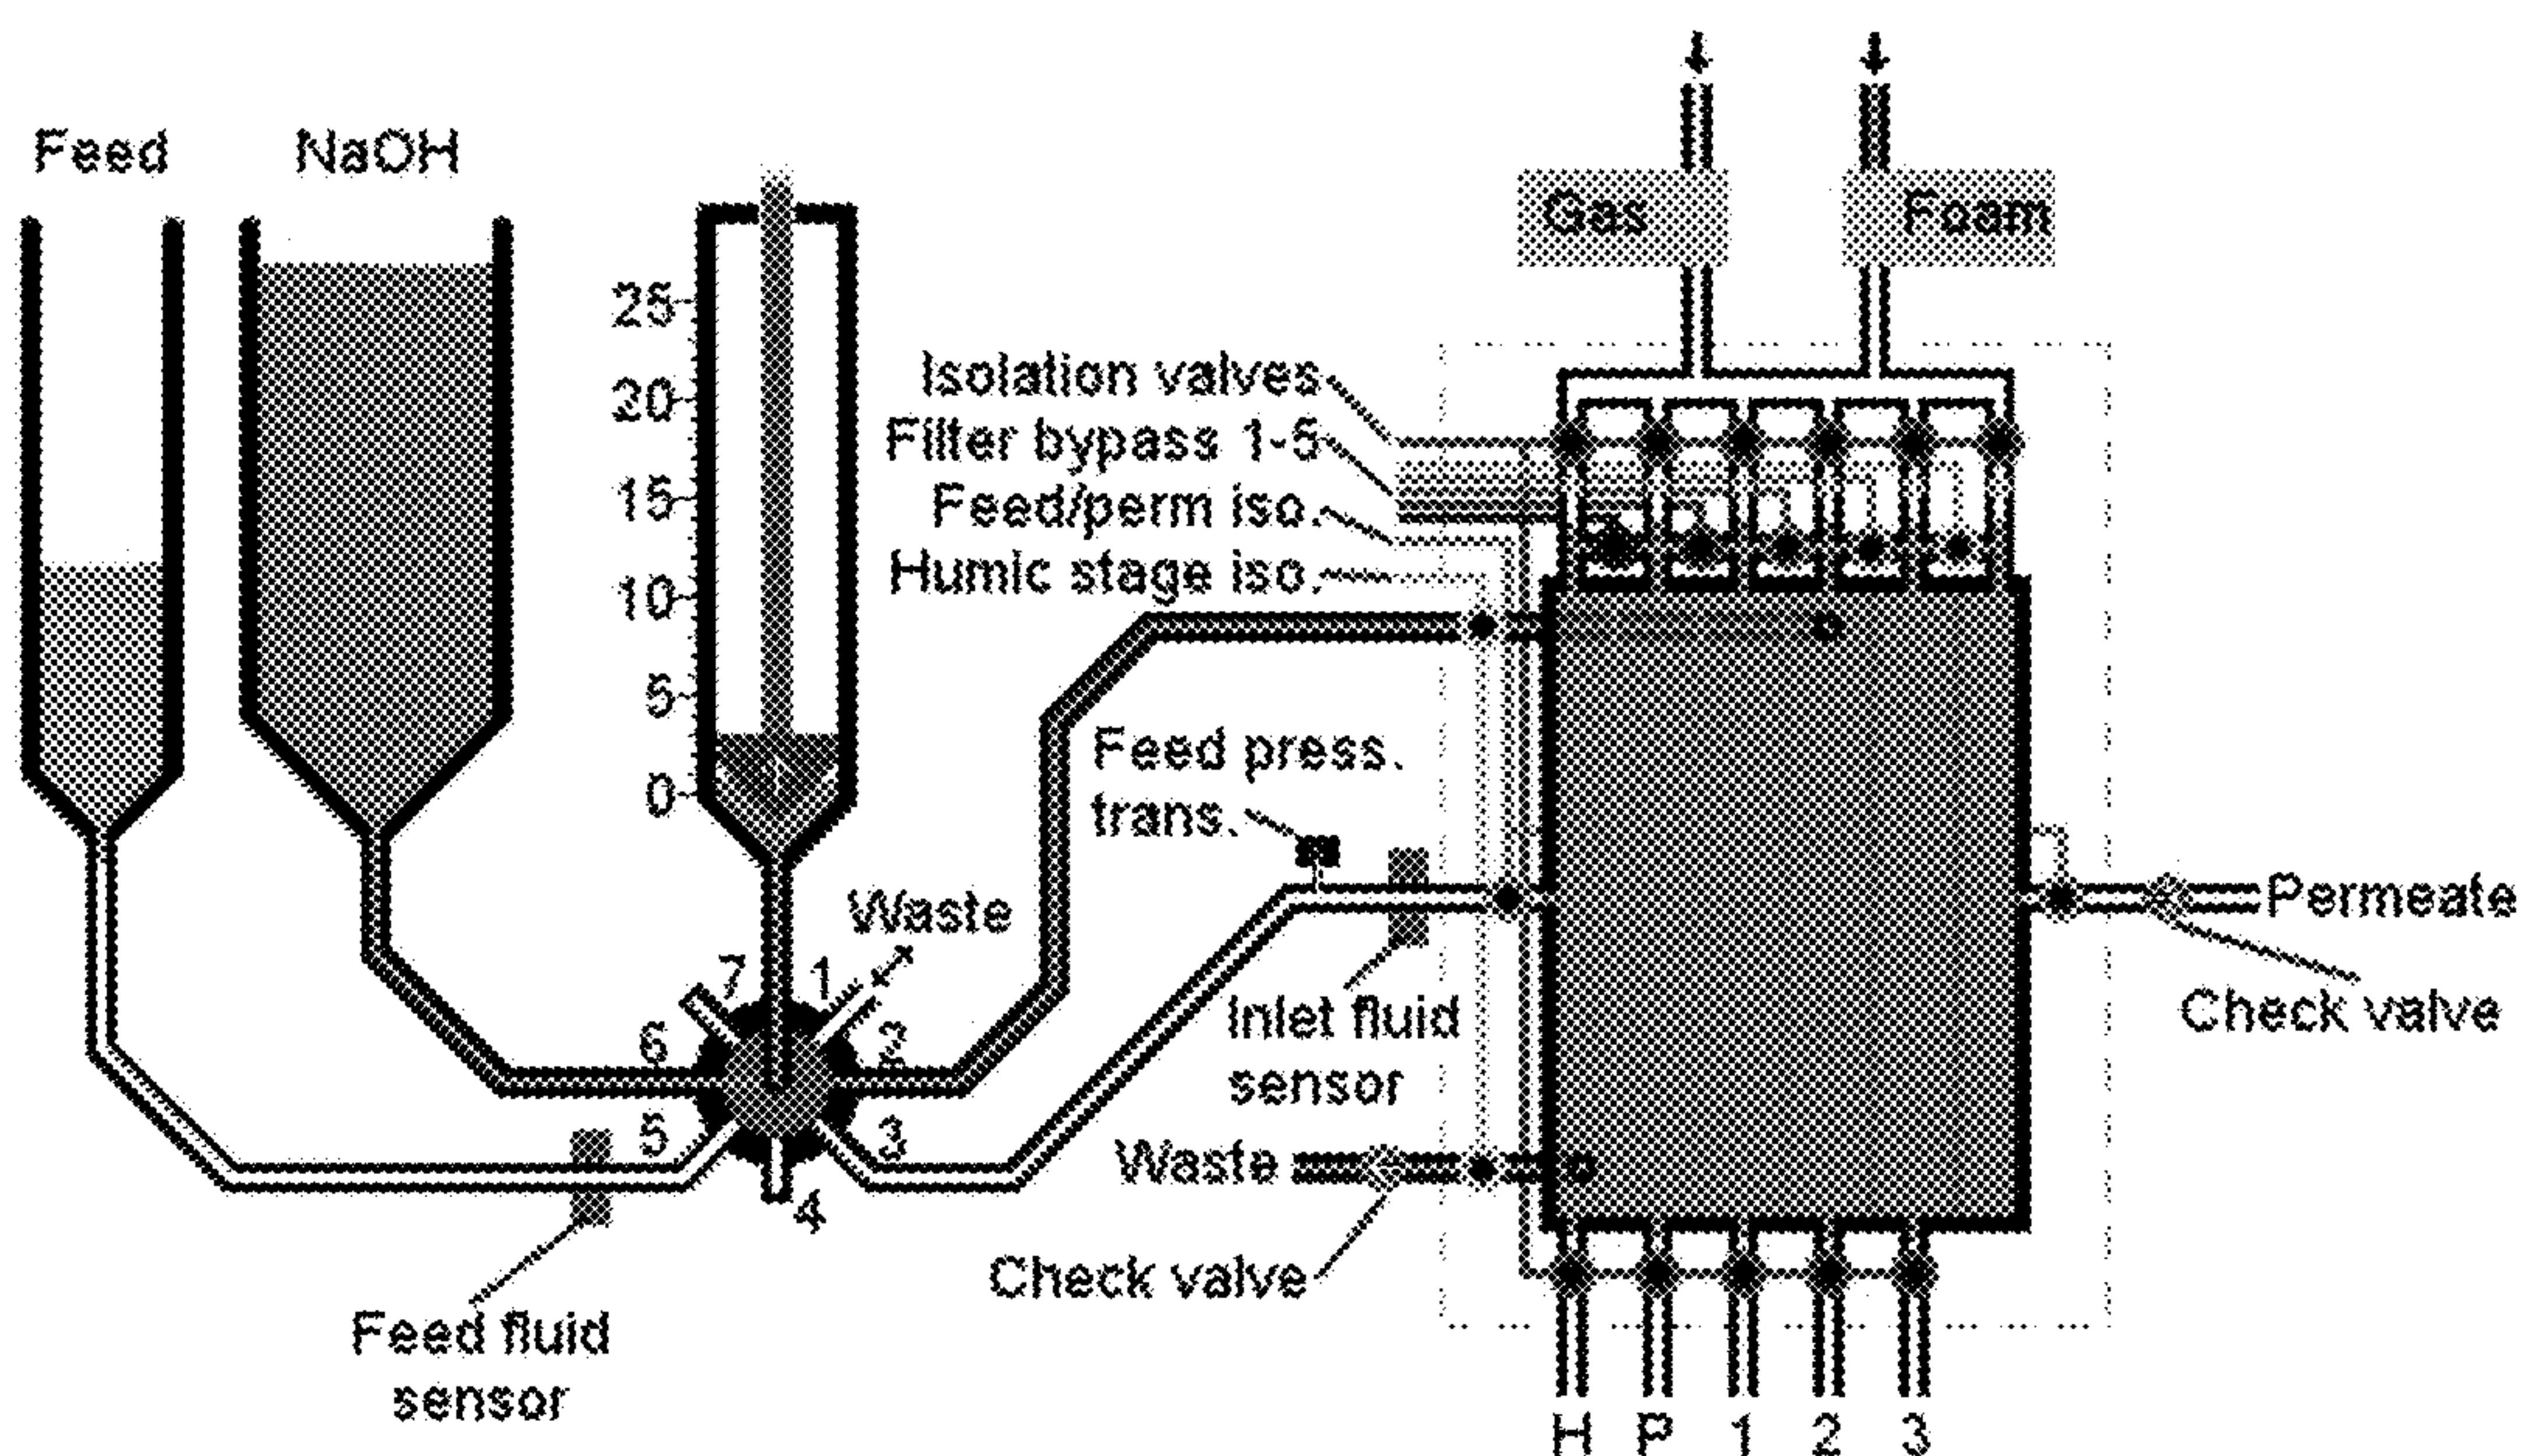 Feed
NaOH
Gas
Foam
25
20
15
10
5
0
Isolation valves
Filter bypass 1-5
Feed/perm iso.
Humic stage iso.
Feed press.
trans.
Waste
7
1
6
2
5
3
4
Inlet fluid
sensor
Permeate
Check valve
Waste
Check valve
Feed fluid
sensor
H P 1 2 3